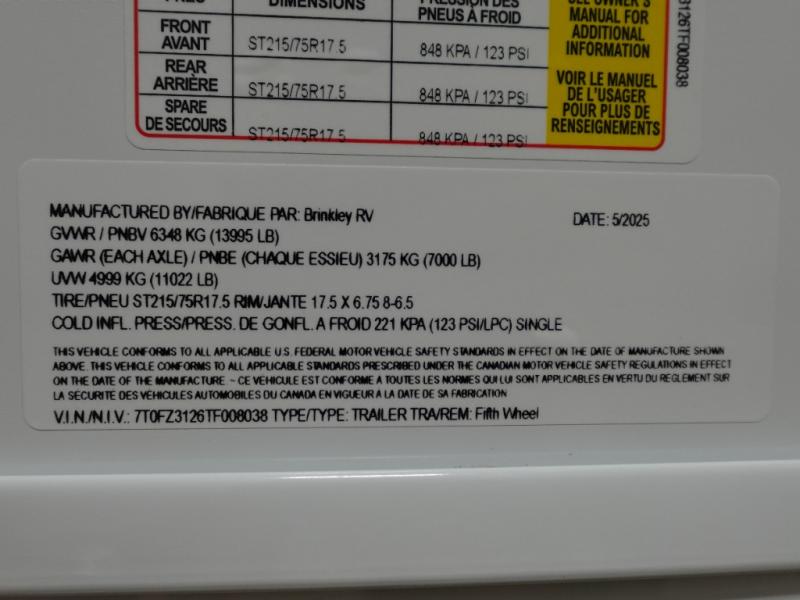 DIMENSIONS
PNEUS À FROID
SEE OWNER'S
MANUAL FOR
ADDITIONAL
INFORMATION
VOIR LE MANUEL
DE L'USAGER
POUR PLUS DE
RENSEIGNEMENTS
FRONT
AVANT
ST215/75R17.5
848 KPA / 123 PSI
REAR
ARRIÈRE
ST215/75R17.5
848 KPA / 123 PSI
SPARE
DE SECOURS
ST215/75R17.5
848 KPA / 123 PSI
3126TF008038
MANUFACTURED BY/FABRIQUE PAR: Brinkley RV
DATE: 5/2025
GVWR / PNBV 6348 KG (13995 LB)
GAWR (EACH AXLE) / PNBE (CHAQUE ESSIEU) 3175 KG (7000 LB)
UVW 4999 KG (11022 LB)
TIRE/PNEU ST215/75R17.5 RIM/JANTE 17.5 X 6.75 8-6.5
COLD INFL. PRESS/PRESS. DE GONFL. A FROID 221 KPA (123 PSI/LPC) SINGLE
THIS VEHICLE CONFORMS TO ALL APPLICABLE U.S. FEDERAL MOTOR VEHICLE SAFETY STANDARDS IN EFFECT ON THE DATE OF MANUFACTURE SHOWN
ABOVE. THIS VEHICLE CONFORMS TO ALL APPLICABLE STANDARDS PRESCRIBED UNDER THE CANADIAN MOTOR VEHICLE SAFETY REGULATIONS IN EFFECT
ON THE DATE OF THE MANUFACTURE. ~ CE VEHICULE EST CONFORME A TOUTES LES NORMES QUI LUI SONT APPLICABLES EN VERTU DU REGLEMENT SUR
LA SECURITE DES VÉHICULES AUTOMOBILES DU CANADA EN VIGUEUR À LA DATE DE SA FABRICATION
V.I.N./N.I.V.: 7T0FZ3126TF008038 TYPE/TYPE: TRAILER TRA/REM: Fifth Wheel